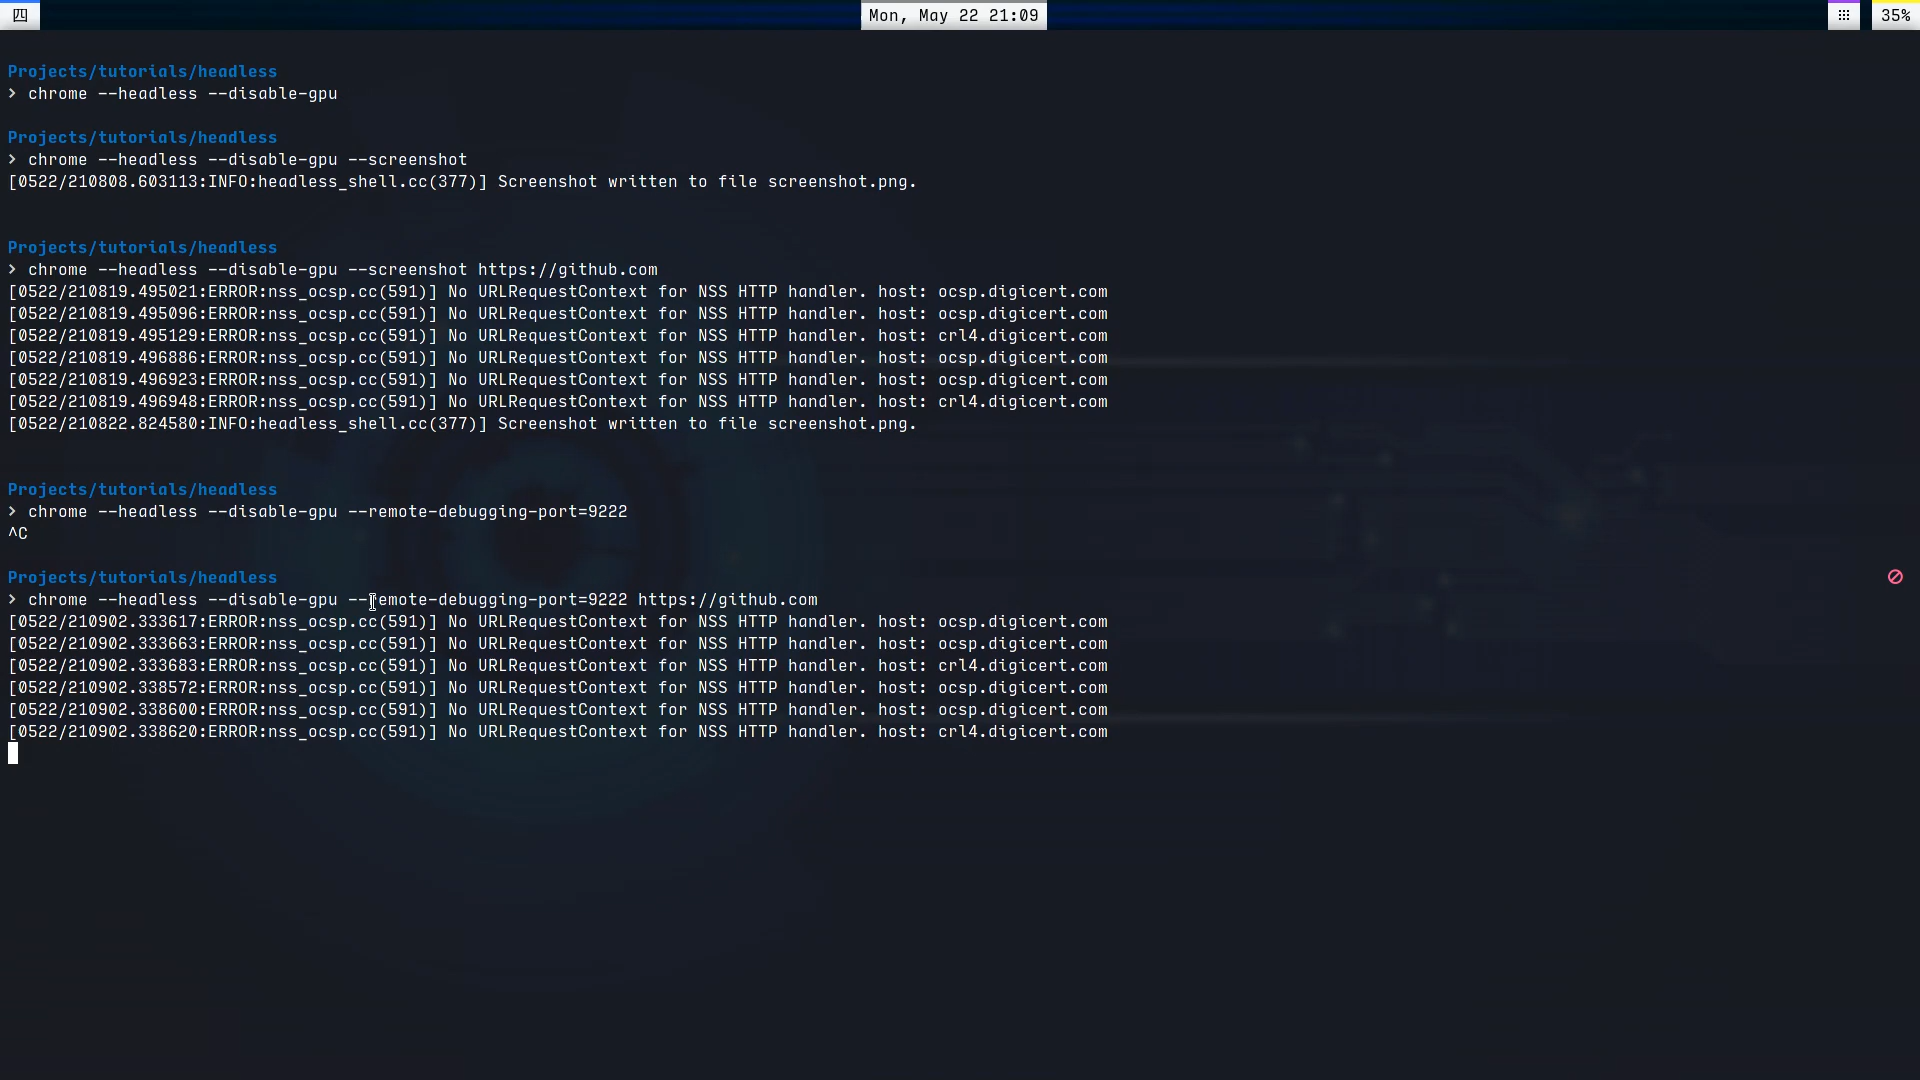 四 Mon, May 22 21:09 35%
Projects/tutorials/headless
> chrome --headless --disable-gpu
Projects/tutorials/headless
> chrome --headless --disable-gpu --screenshot
[0522/210808.603113:INFO:headless_shell.cc(377)] Screenshot written to file screenshot.png.
Projects/tutorials/headless
> chrome --headless --disable-gpu --screenshot https://github.com
[0522/210819.495021:ERROR:nss_ocsp.cc(591)] No URLRequestContext for NSS HTTP handler. host: ocsp.digicert.com
[0522/210819.495096:ERROR:nss_ocsp.cc(591)] No URLRequestContext for NSS HTTP handler. host: ocsp.digicert.com
[0522/210819.495129:ERROR:nss_ocsp.cc(591)] No URLRequestContext for NSS HTTP handler. host: crl4.digicert.com
[0522/210819.496886:ERROR:nss_ocsp.cc(591)] No URLRequestContext for NSS HTTP handler. host: ocsp.digicert.com
[0522/210819.496923:ERROR:nss_ocsp.cc(591)] No URLRequestContext for NSS HTTP handler. host: ocsp.digicert.com
[0522/210819.496948:ERROR:nss_ocsp.cc(591)] No URLRequestContext for NSS HTTP handler. host: crl4.digicert.com
[0522/210822.824580:INFO:headless_shell.cc(377)] Screenshot written to file screenshot.png.
Projects/tutorials/headless
> chrome --headless --disable-gpu --remote-debugging-port=9222
^C
Projects/tutorials/headless
> chrome --headless --disable-gpu --remote-debugging-port=9222 https://github.com
[0522/210902.333617:ERROR:nss_ocsp.cc(591)] No URLRequestContext for NSS HTTP handler. host: ocsp.digicert.com
[0522/210902.333663:ERROR:nss_ocsp.cc(591)] No URLRequestContext for NSS HTTP handler. host: ocsp.digicert.com
[0522/210902.333683:ERROR:nss_ocsp.cc(591)] No URLRequestContext for NSS HTTP handler. host: crl4.digicert.com
[0522/210902.338572:ERROR:nss_ocsp.cc(591)] No URLRequestContext for NSS HTTP handler. host: ocsp.digicert.com
[0522/210902.338600:ERROR:nss_ocsp.cc(591)] No URLRequestContext for NSS HTTP handler. host: ocsp.digicert.com
[0522/210902.338620:ERROR:nss_ocsp.cc(591)] No URLRequestContext for NSS HTTP handler. host: crl4.digicert.com